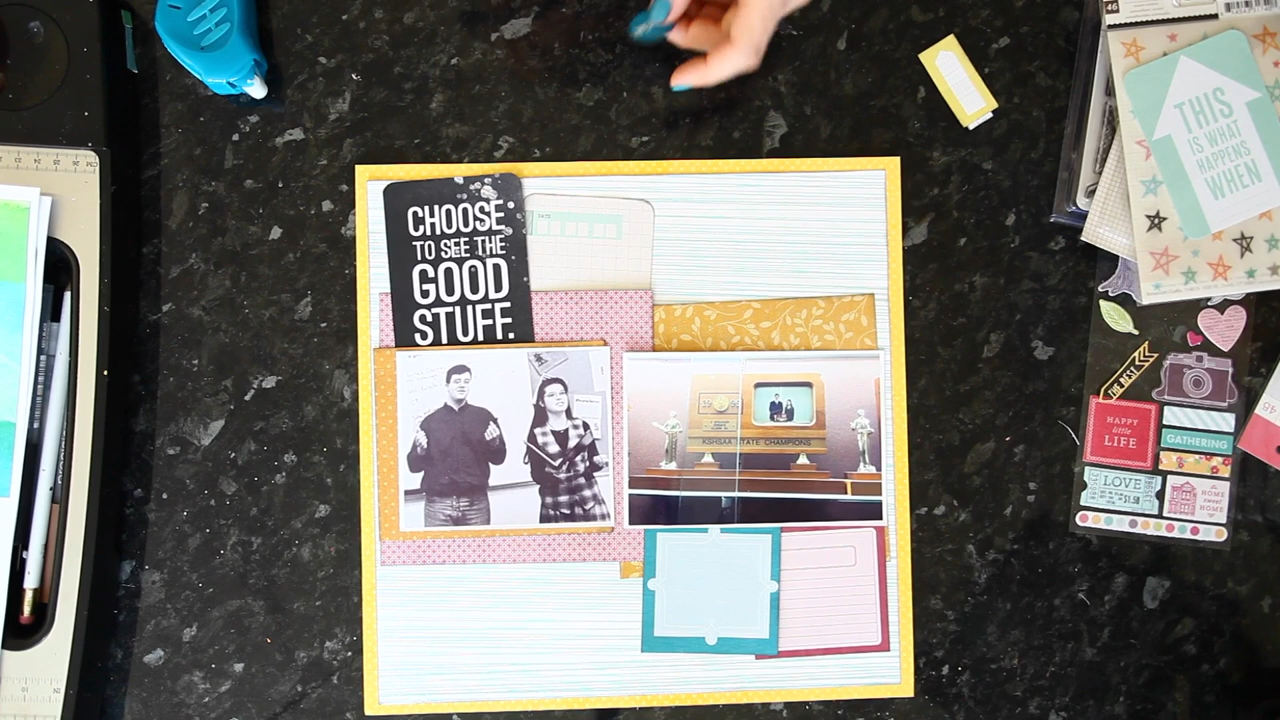 CHOOSE
TO SEE THE
GOOD
STUFF.
KSHSAA STATE CHAMPIONS
46
THIS
IS WHAT
HAPPENS
WHEN
THE BEST
HAPPY
little
LIFE
GATHERING
LOVE
HOME
sweet
HOME